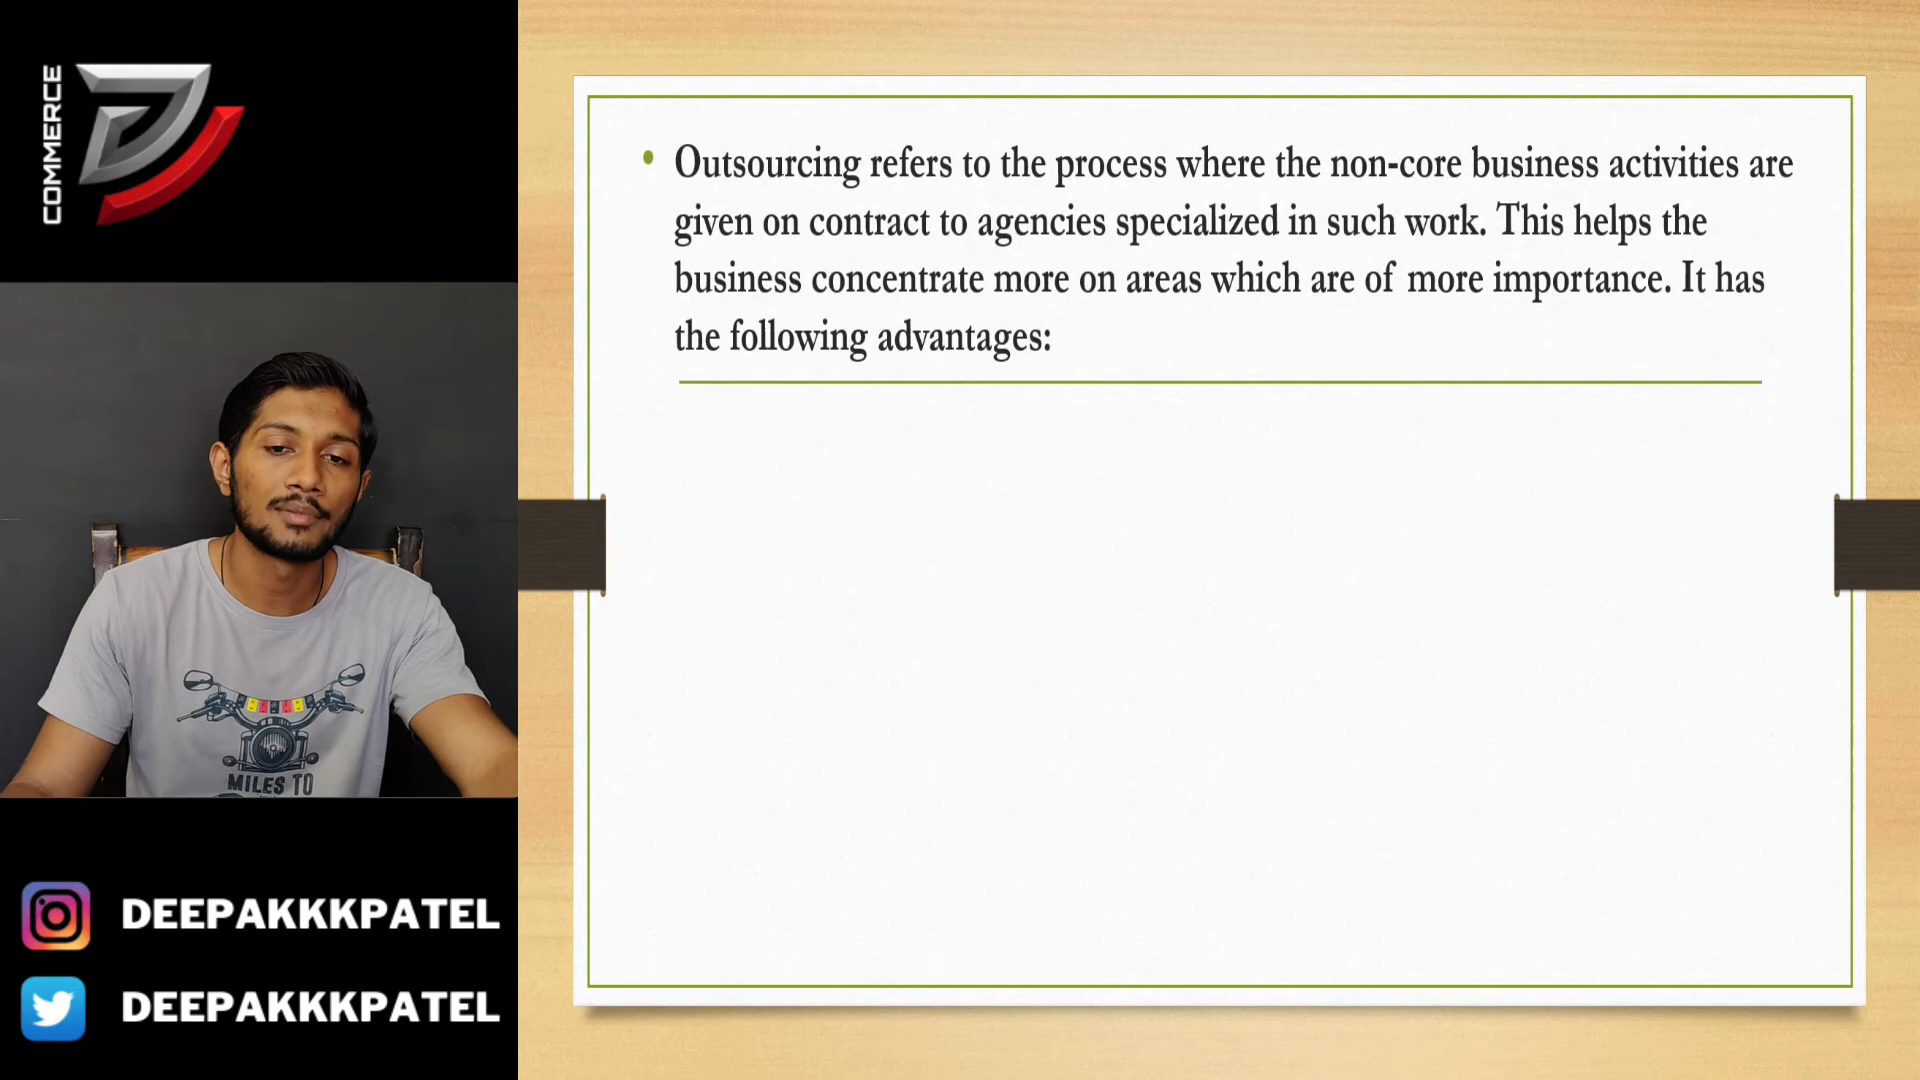 COMMERCE
MILES TO
DEEPAKKKPATEL
DEEPAKKKPATEL
• Outsourcing refers to the process where the non-core business activities are
given on contract to agencies specialized in such work. This helps the
business concentrate more on areas which are of more importance. It has
the following advantages: